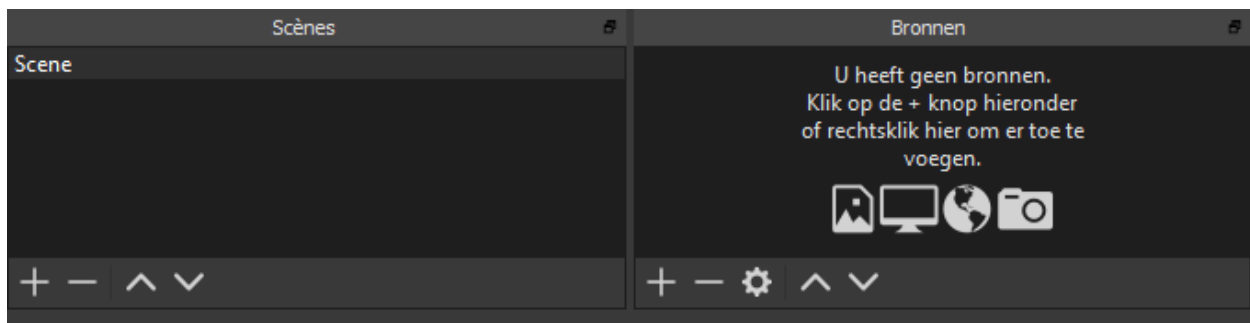 Scènes
Bronnen
Scene
U heeft geen bronnen.
Klik op de + knop hieronder
of rechtsklik hier om er toe te
voegen.